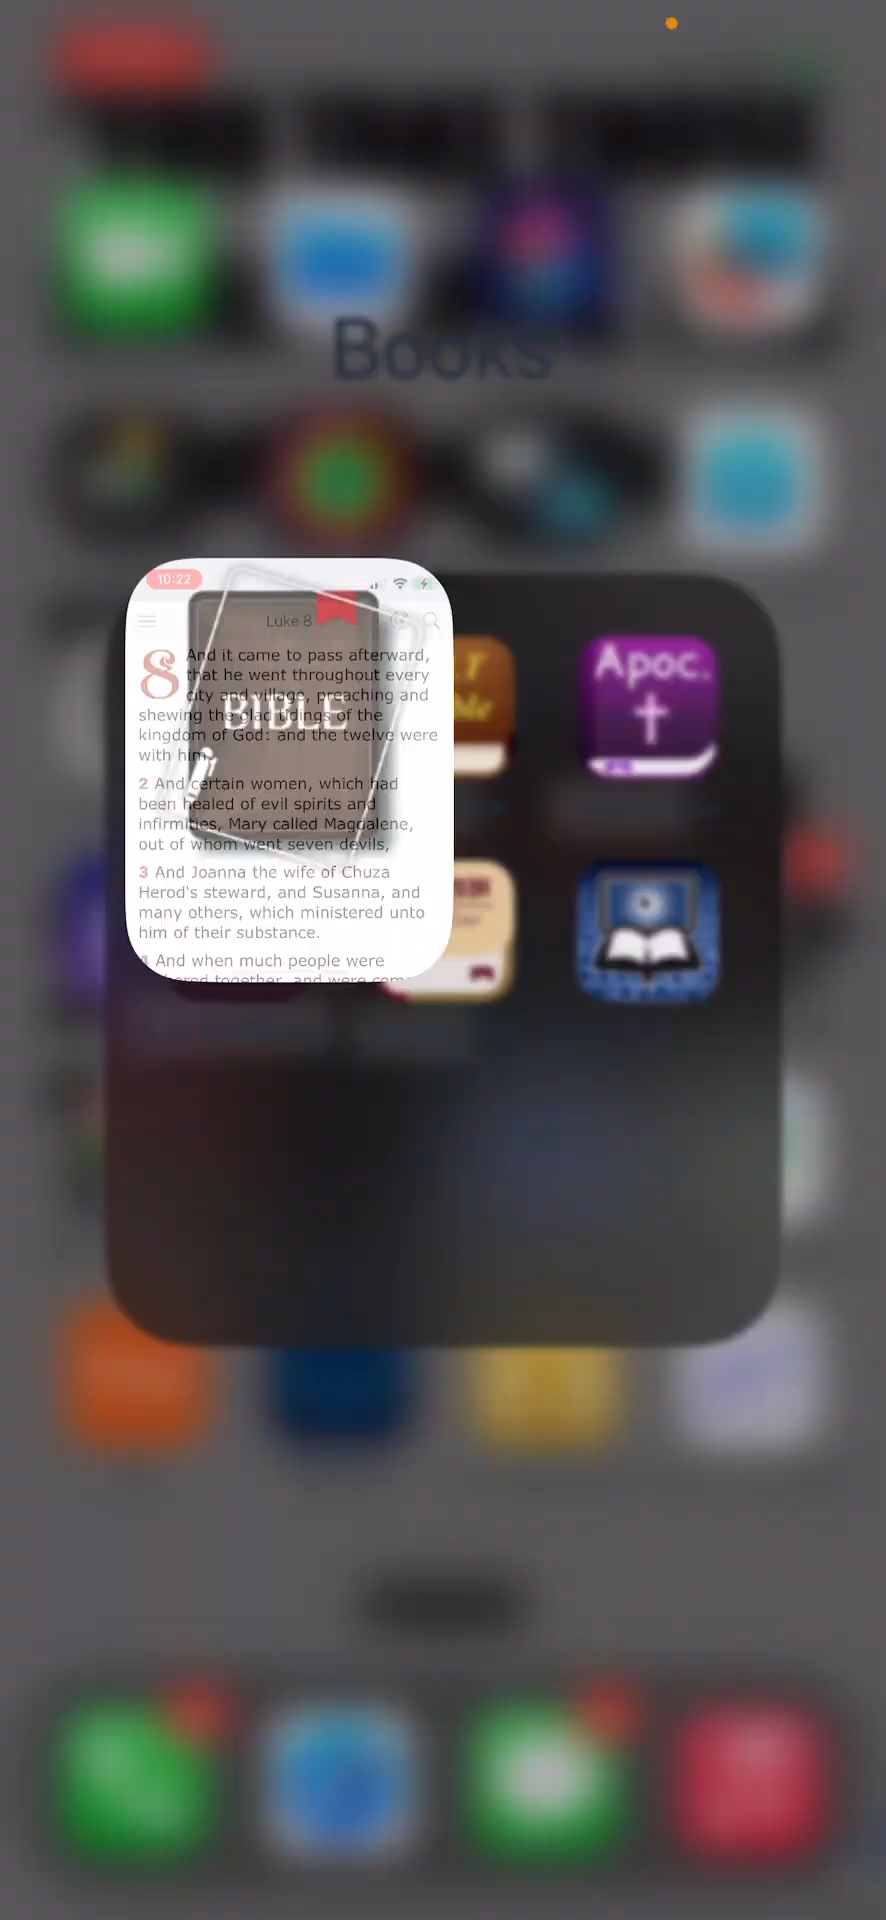 Books
10:22
Luke 8
8 And it came to pass afterward,
that he went throughout every
city and village, preaching and
shewing the glad tidings of the
kingdom of God: and the twelve were
with him,
BIBLE
2 And certain women, which had
been healed of evil spirits and
infirmities, Mary called Magdalene,
out of whom went seven devils,
3 And Joanna the wife of Chuza
Herod's steward, and Susanna, and
many others, which ministered unto
him of their substance.
4 And when much people were
together, and were
Apoc.